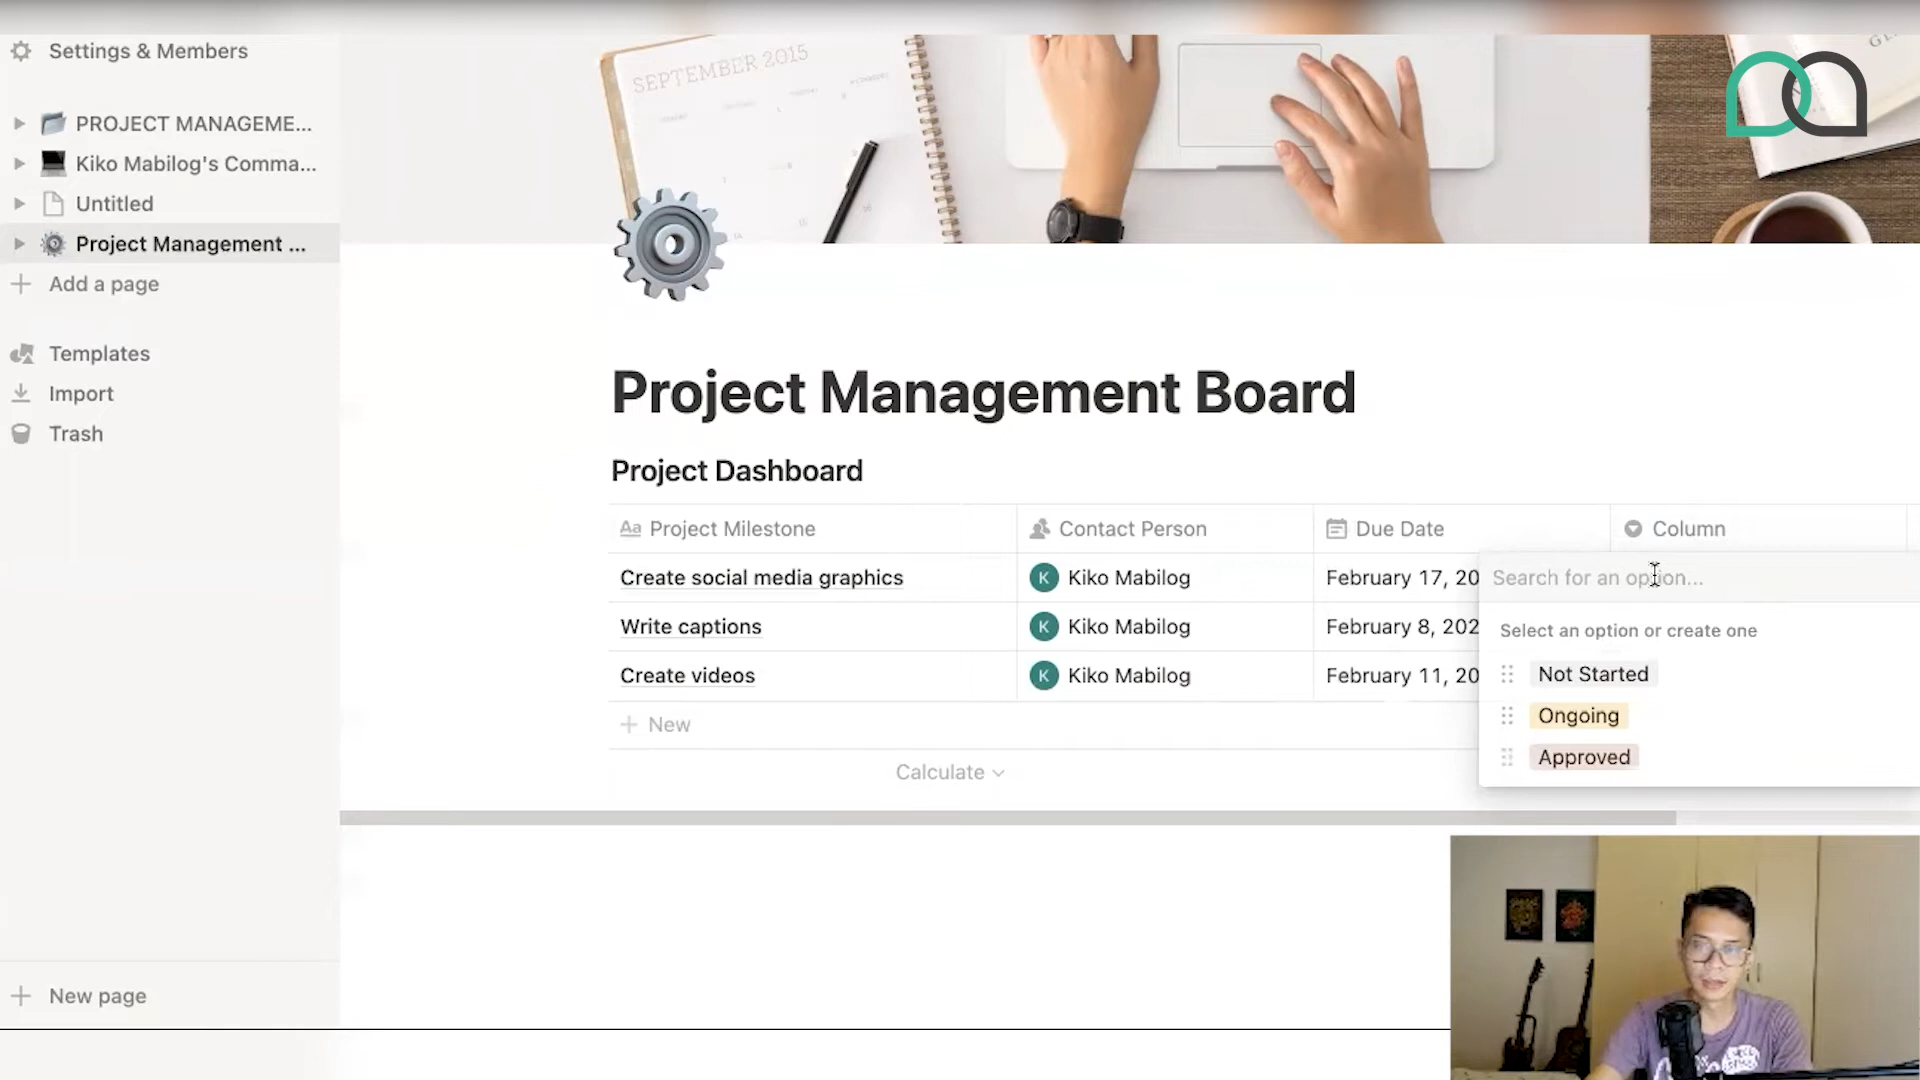 Settings & Members
PROJECT MANAGEME...
Kiko Mabilog's Comma...
Untitled
Project Management ...
Add a page
Templates
Import
Trash
New page
SEPTEMBER 2015
Project Management Board
Project Dashboard
Aa Project Milestone Contact Person Due Date Column
Create social media graphics K Kiko Mabilog February 17, 20
Write captions K Kiko Mabilog February 8, 202
Create videos K Kiko Mabilog February 11, 20
New
Calculate
Search for an option...
Select an option or create one
Not Started
Ongoing
Approved